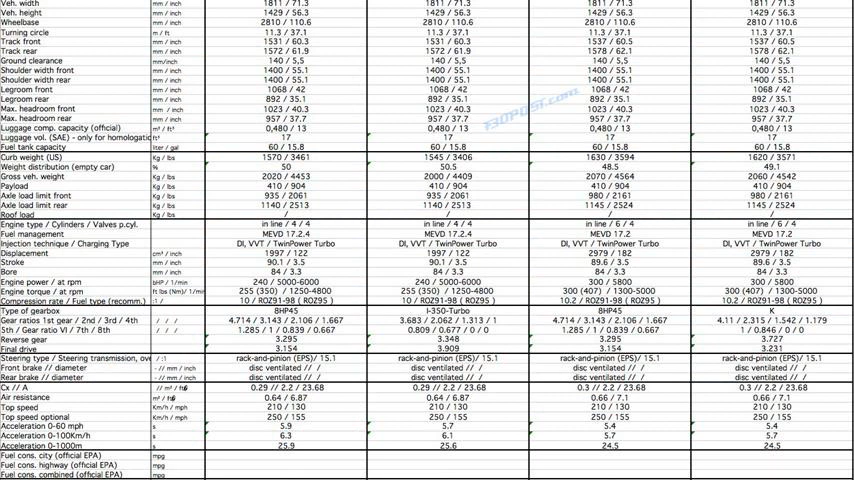 Veh. width mm / inch 1811 / 71.3 1811 / 71.3 1811 / 71.3 1811 / 71.3
Veh. height mm / inch 1429 / 56.3 1429 / 56.3 1429 / 56.3 1429 / 56.3
Wheelbase mm / inch 2810 / 110.6 2810 / 110.6 2810 / 110.6 2810 / 110.6
Turning circle m / ft 11.3 / 37.1 11.3 / 37.1 11.3 / 37.1 11.3 / 37.1
Track front mm / inch 1531 / 60.3 1531 / 60.3 1537 / 60.5 1537 / 60.5
Track rear mm / inch 1572 / 61.9 1572 / 61.9 1578 / 62.1 1578 / 62.1
Ground clearance mm/inch 140 / 5,5 140 / 5,5 140 / 5,5 140 / 5,5
Shoulder width front mm / inch 1400 / 55.1 1400 / 55.1 1400 / 55.1 1400 / 55.1
Shoulder width rear mm / inch 1400 / 55.1 1400 / 55.1 1400 / 55.1 1400 / 55.1
Legroom front mm / inch 1068 / 42 1068 / 42 1068 / 42 1068 / 42
Legroom rear mm / inch 892 / 35.1 892 / 35.1 892 / 35.1 892 / 35.1
Max. headroom front mm / inch 1023 / 40.3 1023 / 40.3 1023 / 40.3 1023 / 40.3
Max. headroom rear mm / inch 957 / 37.7 957 / 37.7 957 / 37.7 957 / 37.7
F30POST.com
Luggage comp. capacity (official) m³ / ft³ 0,480 / 13 0,480 / 13 0,480 / 13 0,480 / 13
Luggage vol. (SAE) - only for homologatic ft³ 17 17 17 17
Fuel tank capacity liter / gal 60 / 15.8 60 / 15.8 60 / 15.8 60 / 15.8
Curb weight (US) Kg / lbs 1570 / 3461 1545 / 3406 1630 / 3594 1620 / 3571
Weight distribution (empty car) % 50 50.5 48.5 49.1
Gross veh. weight Kg / lbs 2020 / 4453 2000 / 4409 2070 / 4564 2060 / 4542
Payload Kg / lbs 410 / 904 410 / 904 410 / 904 410 / 904
Axle load limit front Kg / lbs 935 / 2061 935 / 2061 980 / 2161 980 / 2161
Axle load limit rear Kg / lbs 1140 / 2513 1140 / 2513 1145 / 2524 1145 / 2524
Roof load Kg / lbs / / / /
Engine type / Cylinders / Valves p.cyl. in line / 4 / 4 in line / 4 / 4 in line / 6 / 4 in line / 6 / 4
Fuel management MEVD 17.2.4 MEVD 17.2.4 MEVD 17.2 MEVD 17.2
Injection technique / Charging Type DI, VVT / TwinPower Turbo DI, VVT / TwinPower Turbo DI, VVT / TwinPower Turbo DI, VVT / TwinPower Turbo
Displacement cm³ / inch 1997 / 122 1997 / 122 2979 / 182 2979 / 182
Stroke mm / inch 90.1 / 3.5 90.1 / 3.5 89.6 / 3.5 89.6 / 3.5
Bore mm / inch 84 / 3.3 84 / 3.3 84 / 3.3 84 / 3.3
Engine power / at rpm bHP / 1/min 240 / 5000-6000 240 / 5000-6000 300 / 5800 300 / 5800
Engine torque / at rpm ft lbs (Nm)/ 1/min 255 (350) / 1250-4800 255 (350) / 1250-4800 300 (407) / 1300-5000 300 (407) / 1300-5000
Compression rate / Fuel type (recomm.) :1 / 10 / ROZ91-98 ( ROZ95 ) 10 / ROZ91-98 ( ROZ95 ) 10.2 / ROZ91-98 ( ROZ95 ) 10.2 / ROZ91-98 ( ROZ95 )
Type of gearbox 8HP45 I-350-Turbo 8HP45 K
Gear ratios 1st gear / 2nd / 3rd / 4th / / / 4.714 / 3.143 / 2.106 / 1.667 3.683 / 2.062 / 1.313 / 1 4.714 / 3.143 / 2.106 / 1.667 4.11 / 2.315 / 1.542 / 1.179
5th / Gear ratio VI / 7th / 8th / / / 1.285 / 1 / 0.839 / 0.667 0.809 / 0.677 / 0 / 0 1.285 / 1 / 0.839 / 0.667 1 / 0.846 / 0 / 0
Reverse gear 3.295 3.348 3.295 3.727
Final drive 3.154 3.909 3.154 3.231
Steering type / Steering transmission, ove / :1 rack-and-pinion (EPS)/ 15.1 rack-and-pinion (EPS)/ 15.1 rack-and-pinion (EPS)/ 15.1 rack-and-pinion (EPS)/ 15.1
Front brake // diameter - // mm / inch disc ventilated // / disc ventilated // / disc ventilated // / disc ventilated // /
Rear brake // diameter - // mm / inch disc ventilated // / disc ventilated // / disc ventilated // / disc ventilated // /
Cx // A // m² / ft 0.29 // 2.2 / 23.68 0.29 // 2.2 / 23.68 0.3 // 2.2 / 23.68 0.3 // 2.2 / 23.68
Air resistance m² / ft 0.64 / 6.87 0.64 / 6.87 0.66 / 7.1 0.66 / 7.1
Top speed Km/h / mph 210 / 130 210 / 130 210 / 130 210 / 130
Top speed optional Km/h / mph 250 / 155 250 / 155 250 / 155 250 / 155
Acceleration 0-60 mph s 5.9 5.7 5.4 5.4
Acceleration 0-100Km/h s 6.3 6.1 5.7 5.7
Acceleration 0-1000m s 25.9 25.6 24.5 24.5
Fuel cons. city (official EPA) mpg
Fuel cons. highway (official EPA) mpg
Fuel cons. combined (official EPA) mpg